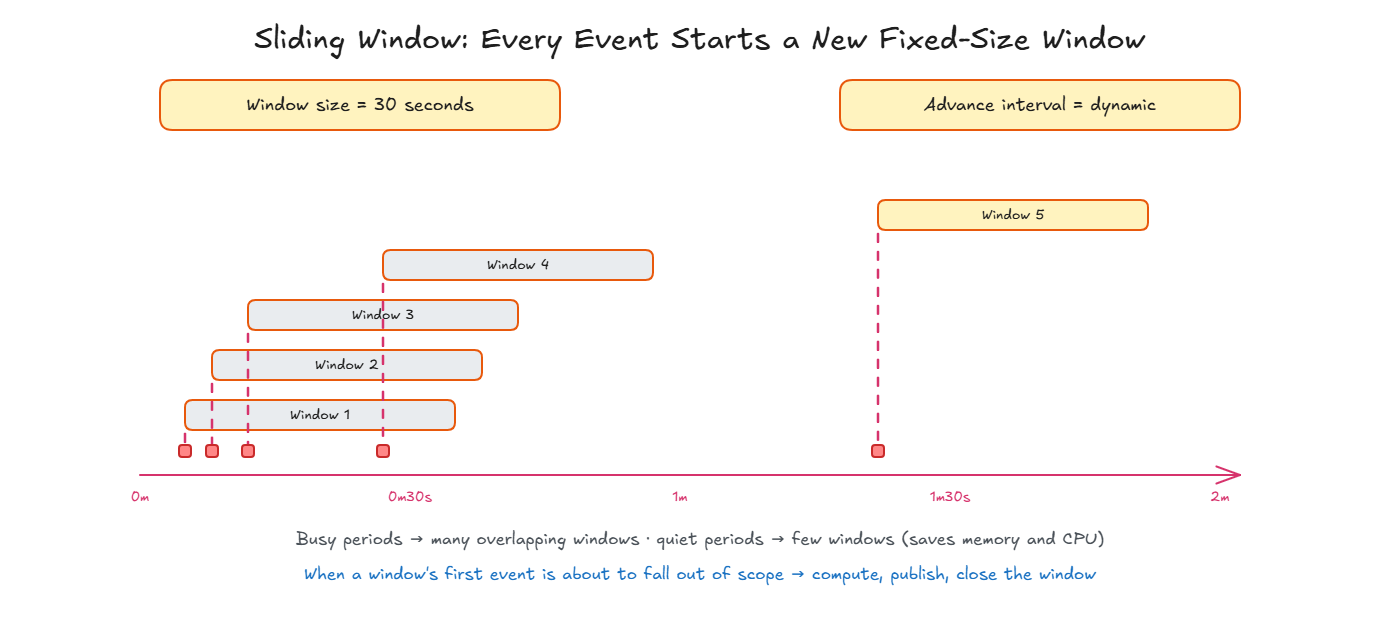 Sliding Window: Every Event Starts a New Fixed-Size Window
Window size = 30 seconds
Advance interval = dynamic
Window 5
Window 4
Window 3
Window 2
Window 1
0m
0m30s
1m
1m30s
2m
Busy periods → many overlapping windows · quiet periods → few windows (saves memory and CPU)
When a window's first event is about to fall out of scope → compute, publish, close the window